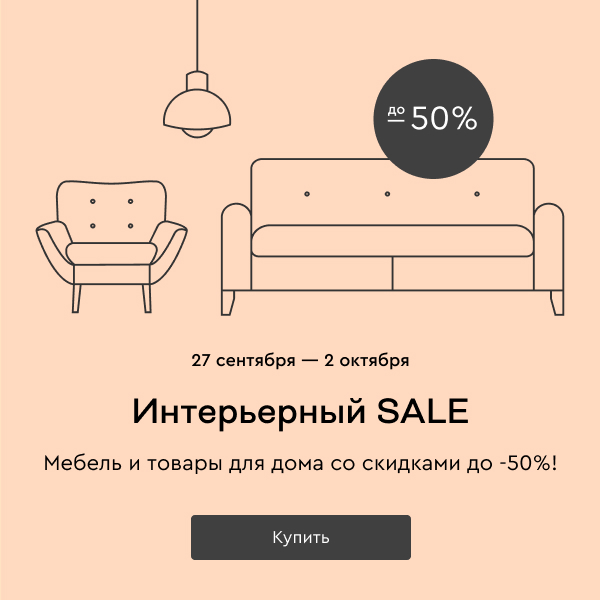 до 50%
27 сентября — 2 октября
Интерьерный SALE
Мебель и товары для дома со скидками до -50%!
Купить